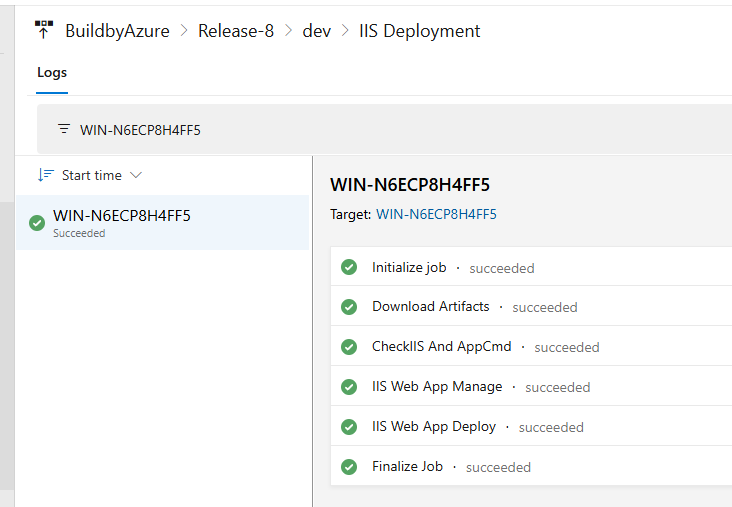 BuildbyAzure > Release-8 > dev > IIS Deployment
Logs
WIN-N6ECP8H4FF5
Start time
WIN-N6ECP8H4FF5
Succeeded
WIN-N6ECP8H4FF5
Target: WIN-N6ECP8H4FF5
Initialize job · succeeded
Download Artifacts · succeeded
CheckIIS And AppCmd · succeeded
IIS Web App Manage · succeeded
IIS Web App Deploy · succeeded
Finalize Job · succeeded